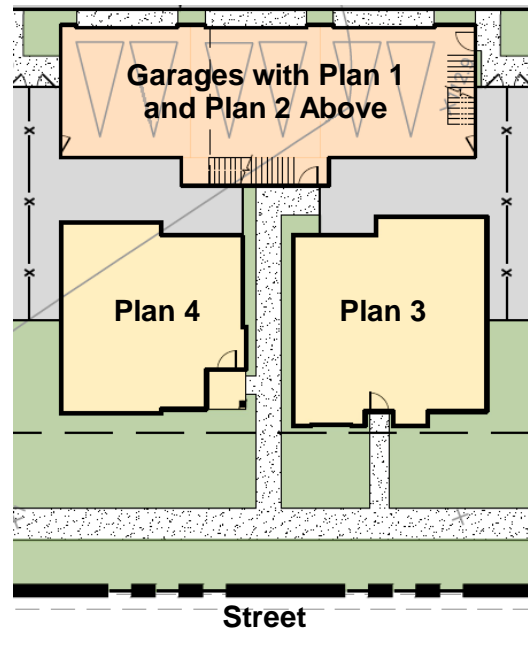 Garages with Plan 1
and Plan 2 Above
X
X
X
X
X
X
Plan 4
Plan 3
Street